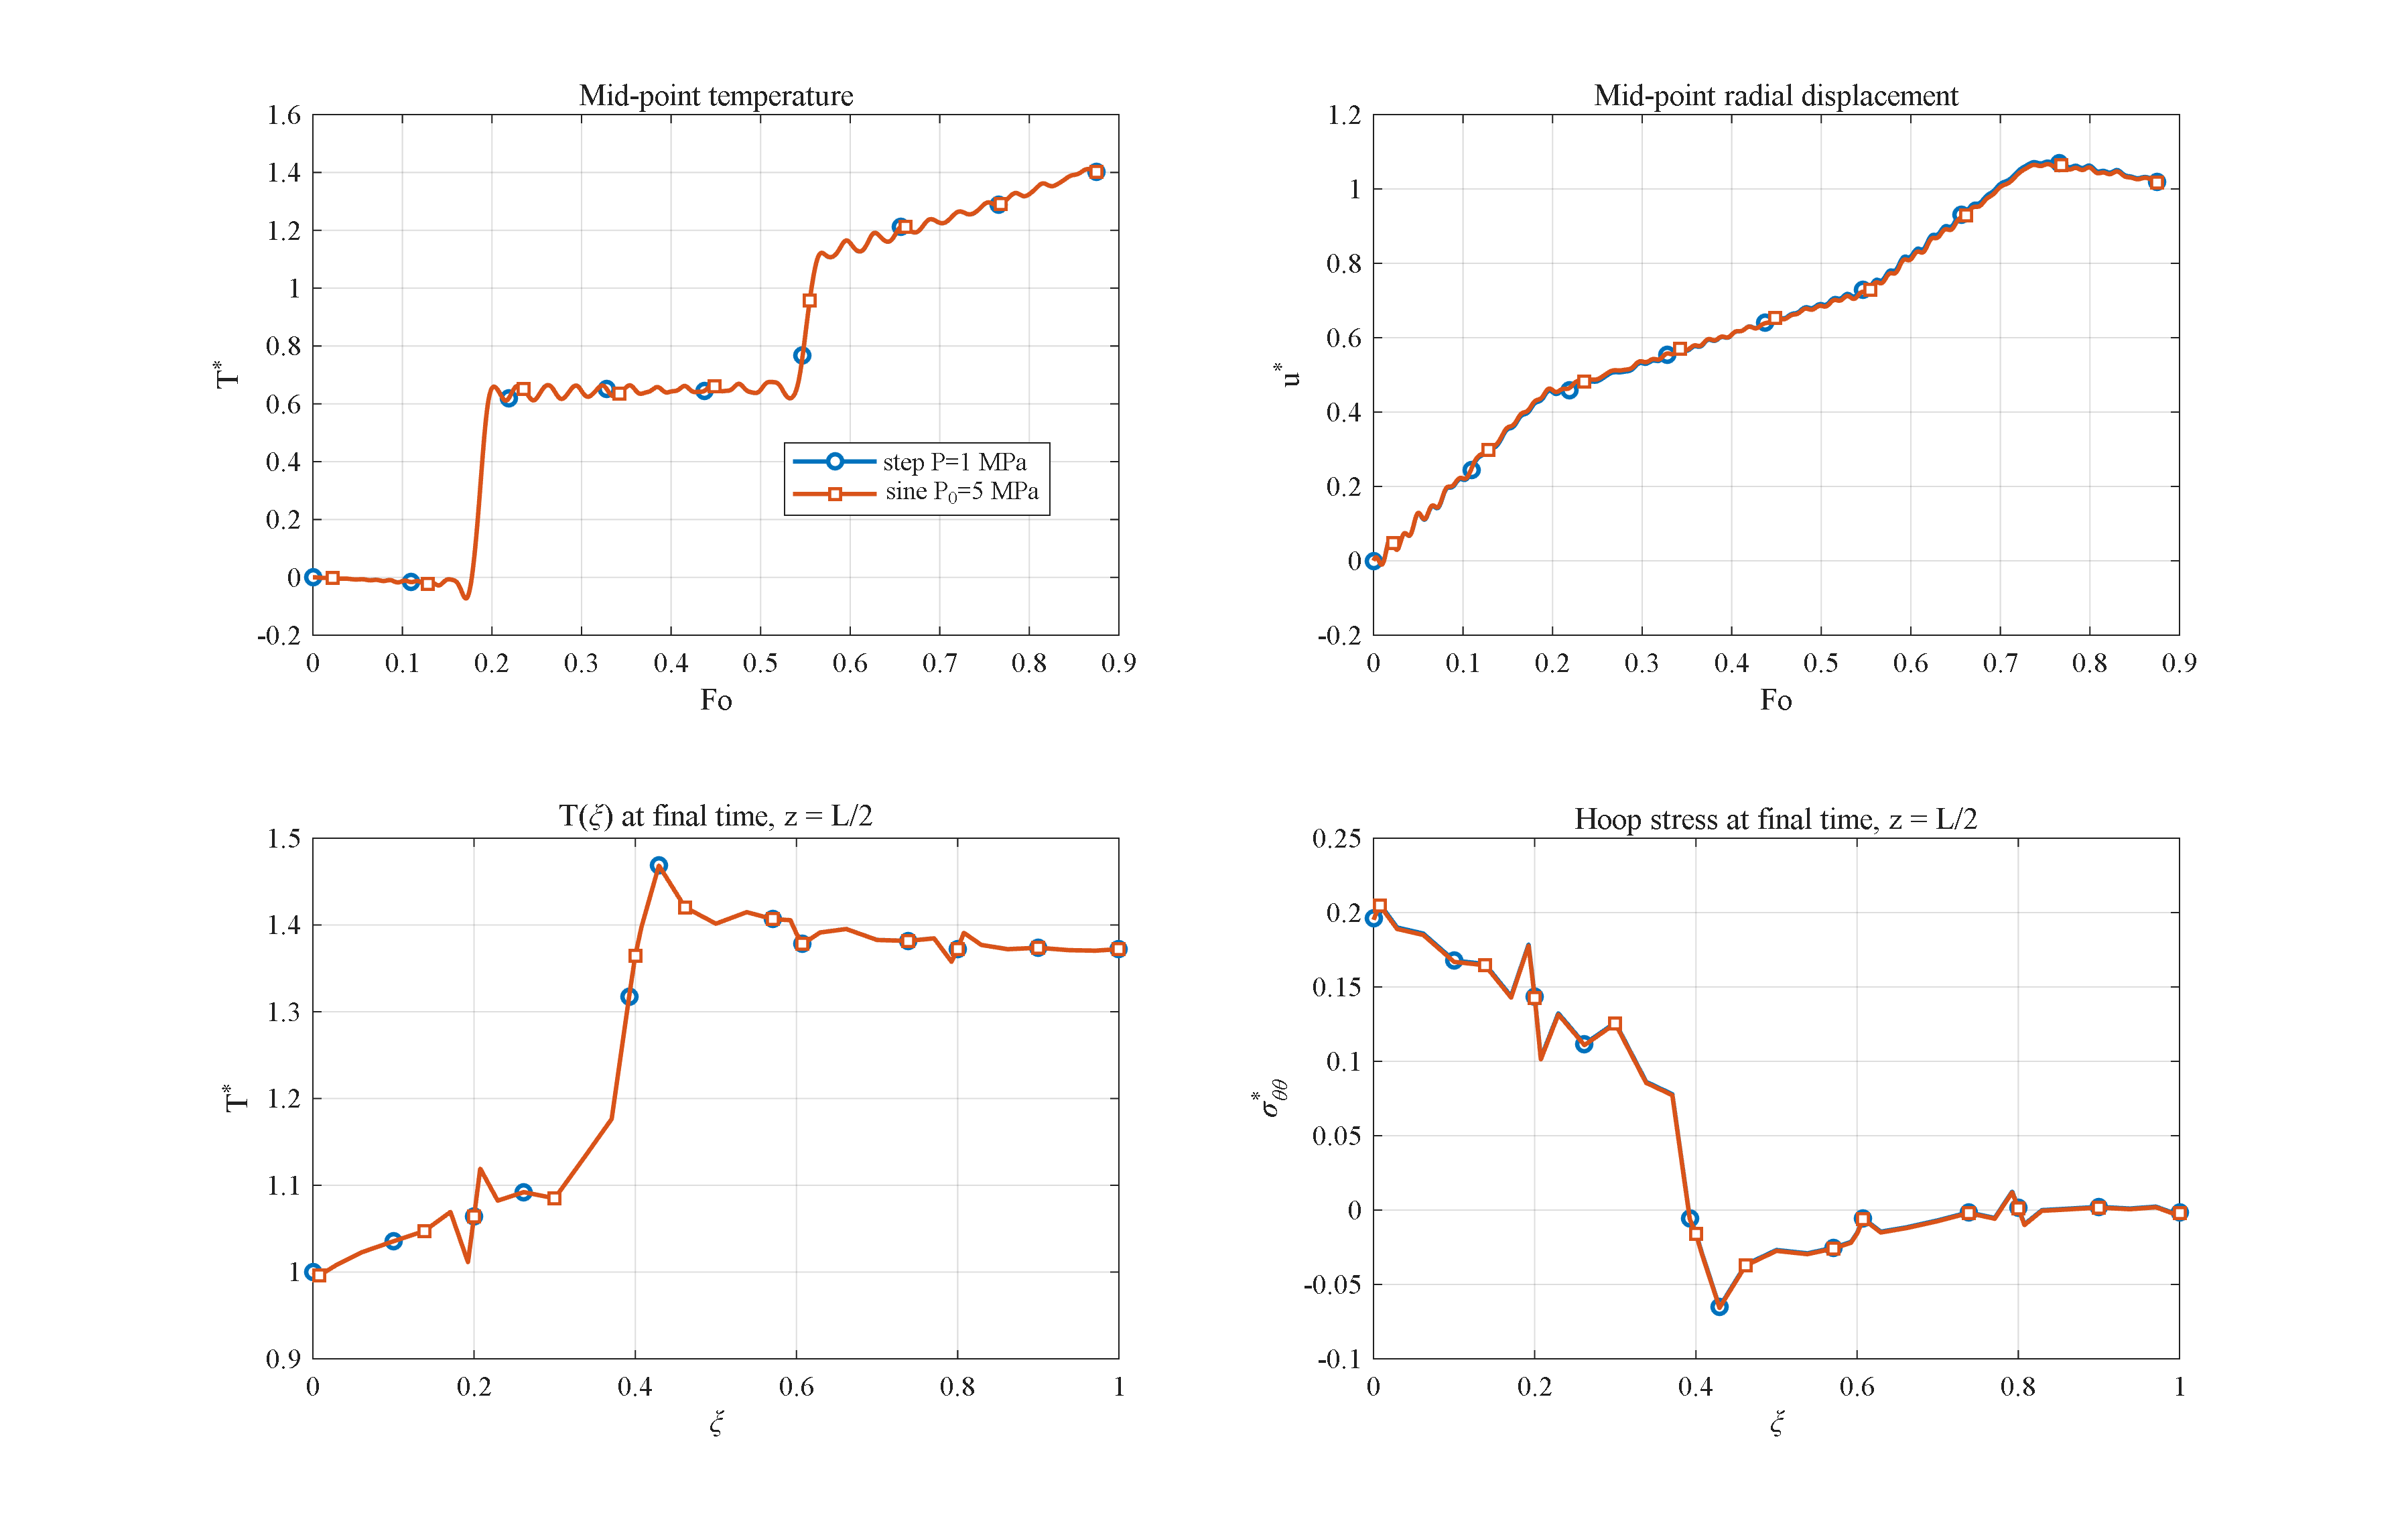 Mid-point temperature
1.6
1.4
1.2
1
0.8
0.6
0.4
0.2
0
-0.2
T*
0 0.1 0.2 0.3 0.4 0.5 0.6 0.7 0.8 0.9
Fo
step P=1 MPa
sine P₀=5 MPa
Mid-point radial displacement
1.2
1
0.8
0.6
0.4
0.2
0
-0.2
u*
0 0.1 0.2 0.3 0.4 0.5 0.6 0.7 0.8 0.9
Fo
T(ξ) at final time, z = L/2
1.5
1.4
1.3
1.2
1.1
1
0.9
T*
0 0.2 0.4 0.6 0.8 1
ξ
Hoop stress at final time, z = L/2
0.25
0.2
0.15
0.1
0.05
0
-0.05
-0.1
σ*θθ
0 0.2 0.4 0.6 0.8 1
ξ